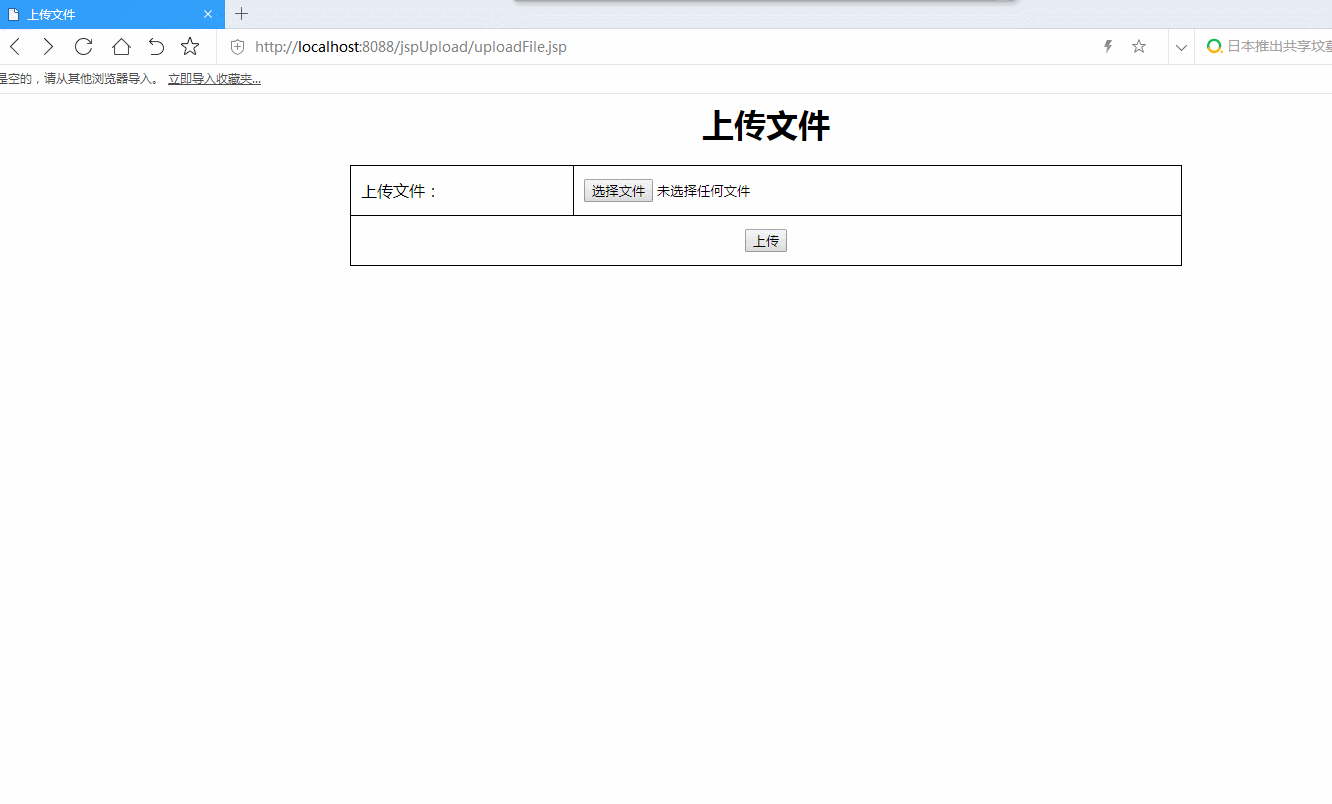 上传文件
http://localhost:8088/jspUpload/uploadFile.jsp
日本推出共享坟墓
是空的，请从其他浏览器导入。 立即导入收藏夹...
上传文件
上传文件：
选择文件 未选择任何文件
上传